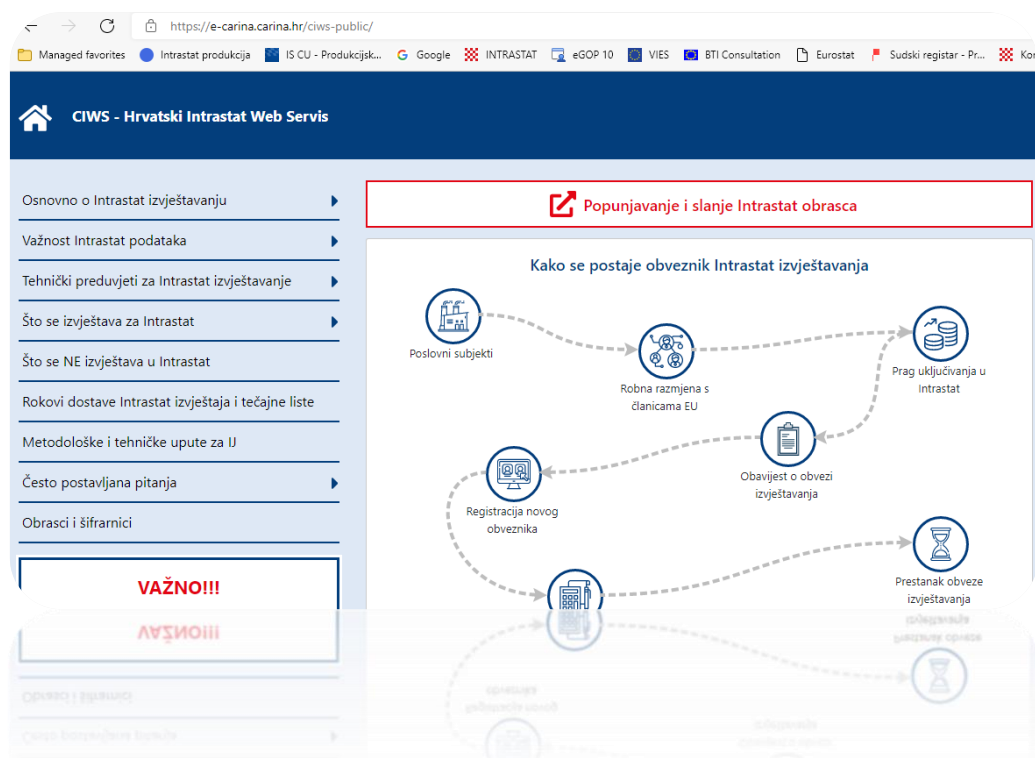 https://e-carina.carina.hr/ciws-public/
Managed favorites Intrastat produkcija IS CU - Produkcijsk... Google INTRASTAT eGOP 10 VIES BTI Consultation Eurostat Sudski registar - Pr... Kor
CIWS - Hrvatski Intrastat Web Servis
Osnovno o Intrastat izvještavanju
Važnost Intrastat podataka
Tehnički preduvjeti za Intrastat izvještavanje
Što se izvještava za Intrastat
Što se NE izvještava u Intrastat
Rokovi dostave Intrastat izvještaja i tečajne liste
Metodološke i tehničke upute za IJ
Često postavljana pitanja
Obrasci i šifrarnici
VAŽNO!!!
Popunjavanje i slanje Intrastat obrasca
Kako se postaje obveznik Intrastat izvještavanja
Poslovni subjekti
Robna razmjena s
članicama EU
Prag uključivanja u
Intrastat
Obavijest o obvezi
izvještavanja
Registracija novog
obveznika
Prestanak obveze
izvještavanja